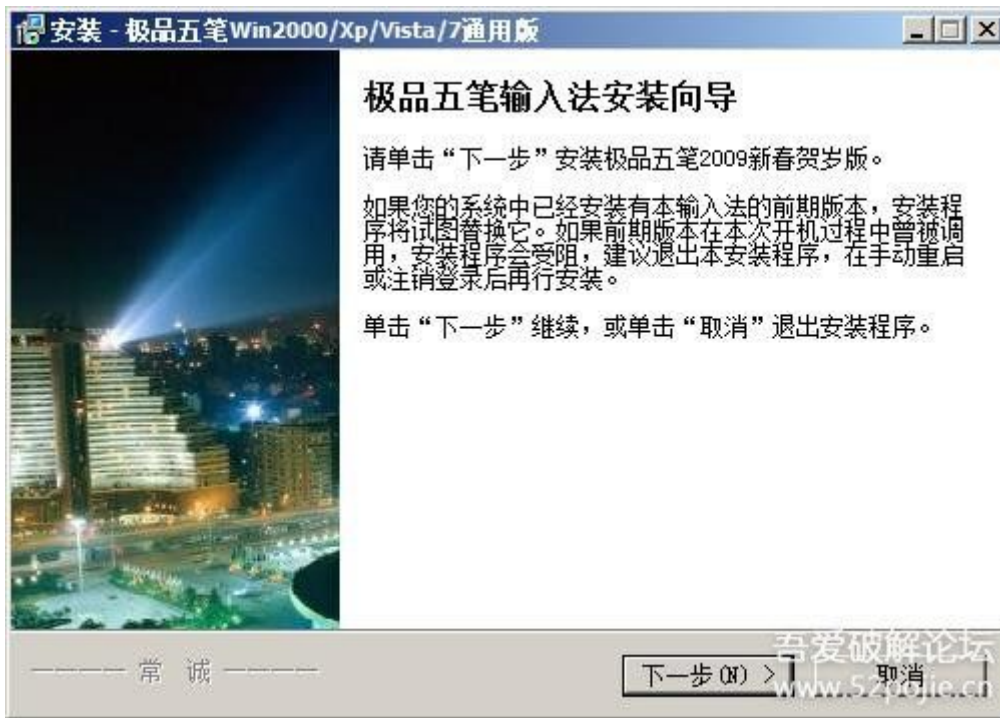 安装 - 极品五笔Win2000/Xp/Vista/7通用版
极品五笔输入法安装向导
请单击“下一步”安装极品五笔2009新春贺岁版。
如果您的系统中已经安装有本输入法的前期版本，安装程
序将试图替换它。如果前期版本在本次开机过程中曾被调
用，安装程序会受阻，建议退出本安装程序，在手动重启
或注销登录后再行安装。
单击“下一步”继续，或单击“取消”退出安装程序。
———— 常 诚 ————
下一步(N) >
取消
吾爱破解论坛
www.52pojie.cn